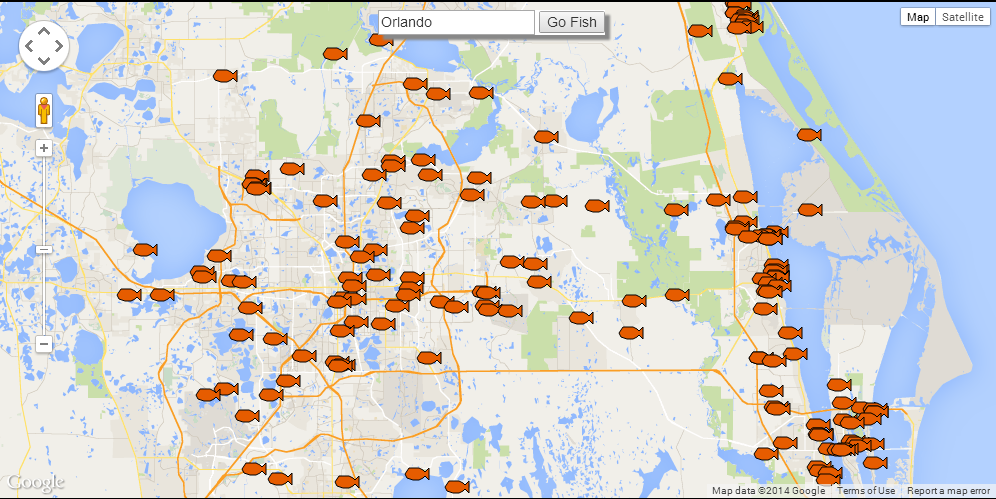 Orlando Go Fish
Map Satellite
+
−
Google
Map data ©2014 Google Terms of Use Report a map error